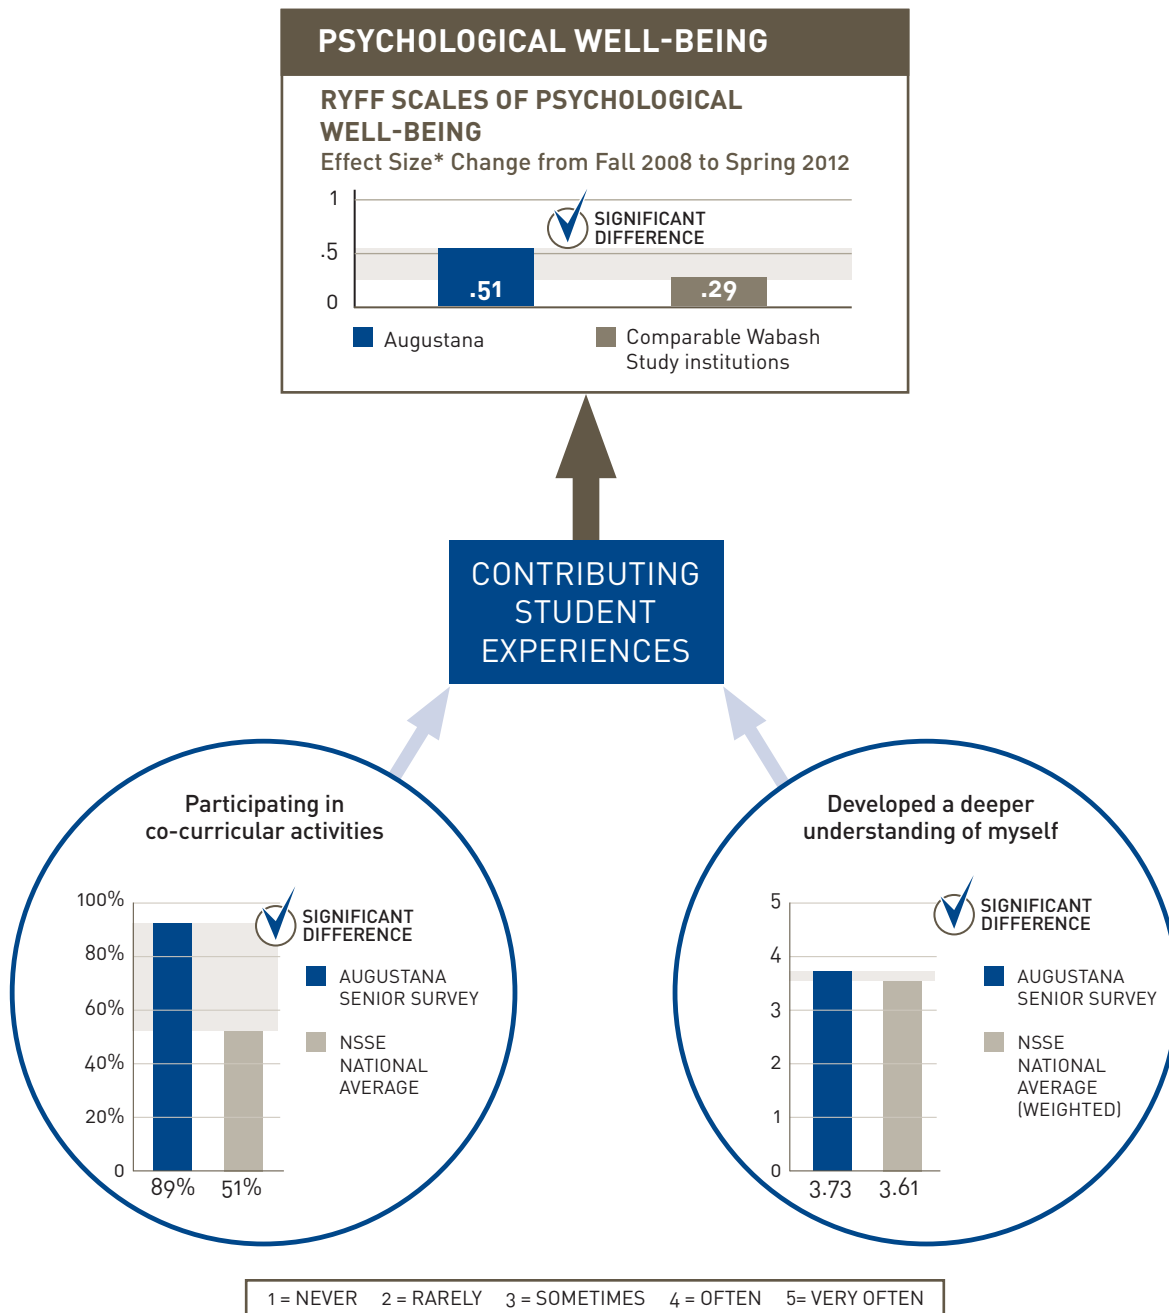 PSYCHOLOGICAL WELL-BEING
RYFF SCALES OF PSYCHOLOGICAL
WELL-BEING
Effect Size* Change from Fall 2008 to Spring 2012
1
.5
0
SIGNIFICANT
DIFFERENCE
.51
.29
Augustana
Comparable Wabash
Study institutions
CONTRIBUTING
STUDENT
EXPERIENCES
Participating in
co-curricular activities
100%
80%
60%
40%
20%
0
SIGNIFICANT
DIFFERENCE
AUGUSTANA
SENIOR SURVEY
NSSE
NATIONAL
AVERAGE
89% 51%
Developed a deeper
understanding of myself
5
4
3
2
1
0
SIGNIFICANT
DIFFERENCE
AUGUSTANA
SENIOR SURVEY
NSSE
NATIONAL
AVERAGE
(WEIGHTED)
3.73 3.61
1 = NEVER 2 = RARELY 3 = SOMETIMES 4 = OFTEN 5= VERY OFTEN